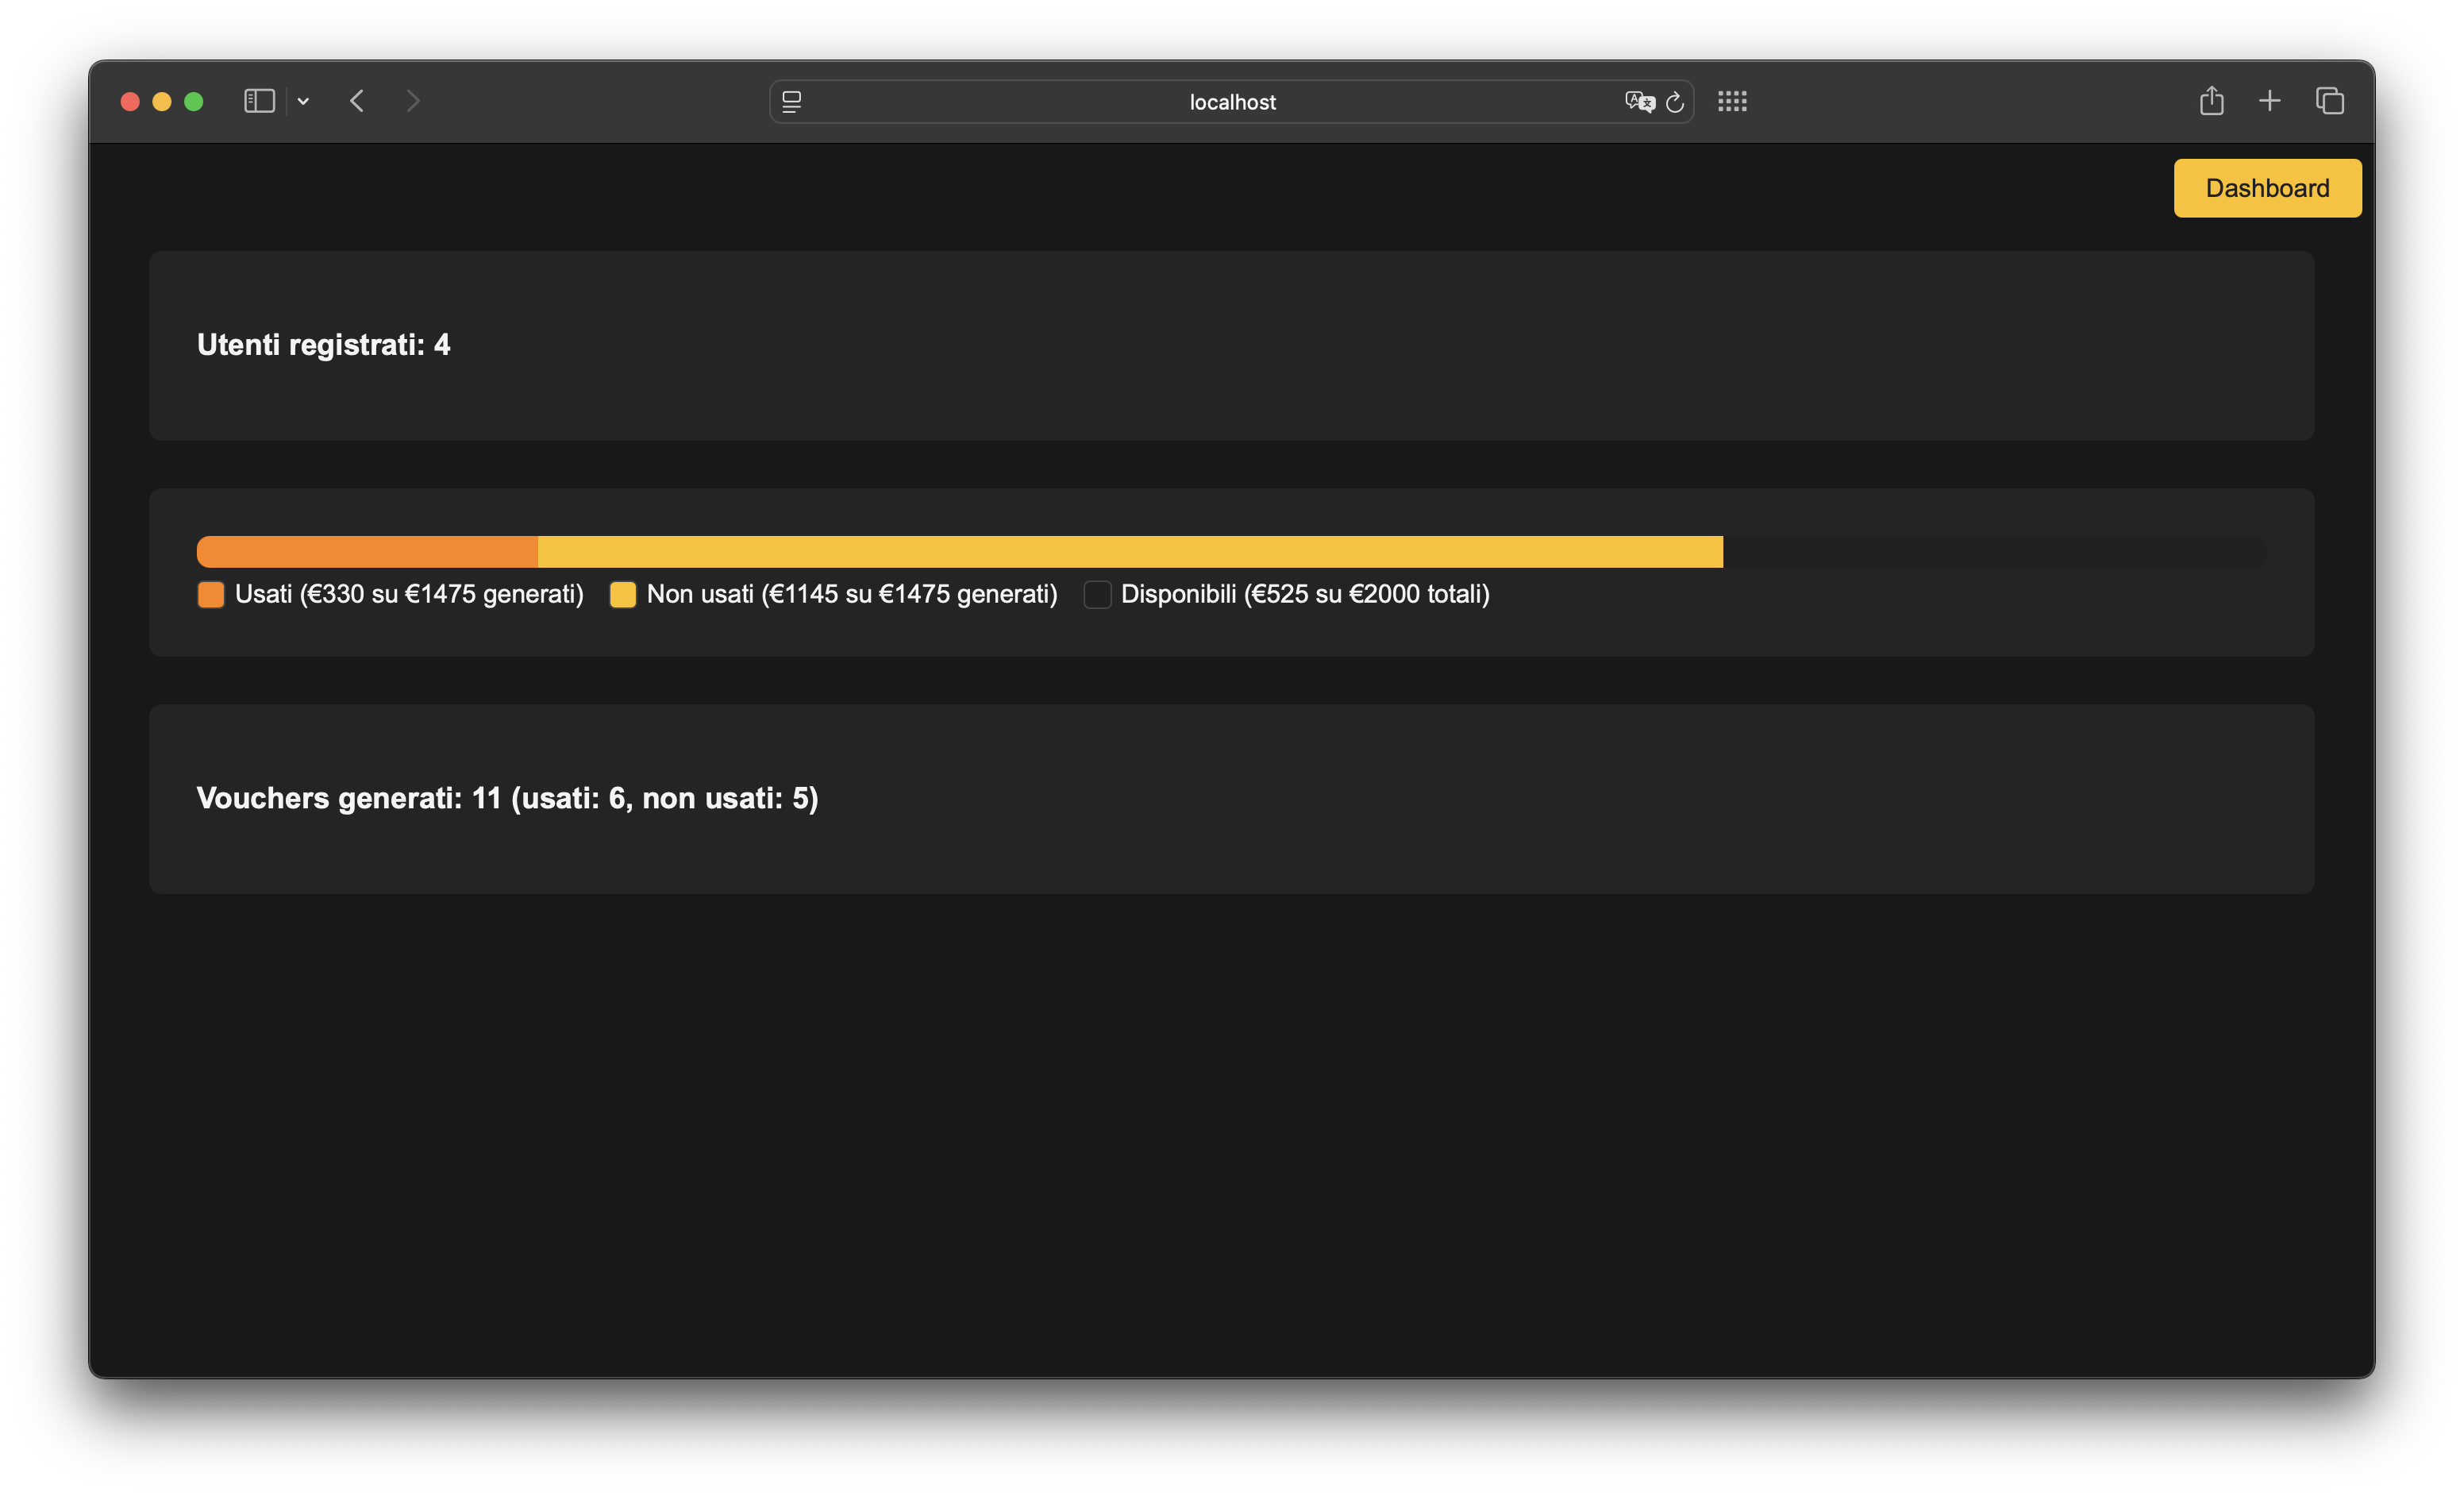 localhost
Dashboard
Utenti registrati: 4
Usati (€330 su €1475 generati) Non usati (€1145 su €1475 generati) Disponibili (€525 su €2000 totali)
Vouchers generati: 11 (usati: 6, non usati: 5)